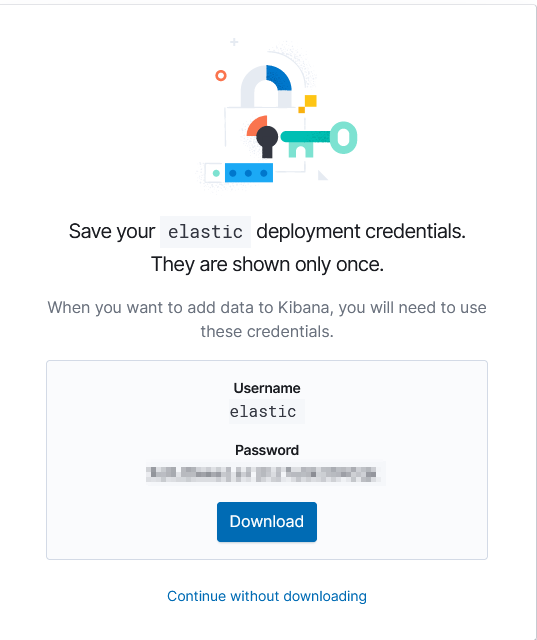 Save your elastic deployment credentials.
They are shown only once.
When you want to add data to Kibana, you will need to use
these credentials.
Username
elastic
Password
Download
Continue without downloading